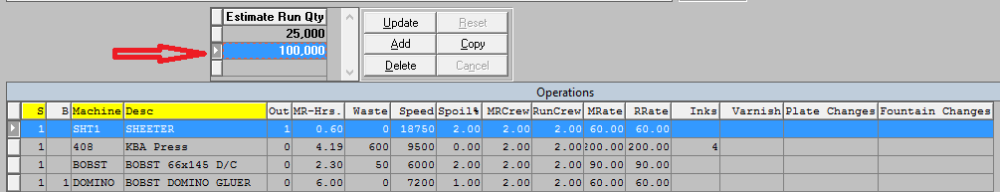 Estimate Run Qty
25,000
100,000
Update Reset
Add Copy
Delete Cancel
Operations
S B Machine Desc Out MR-Hrs. Waste Speed Spoil% MRCrew RunCrew MRate RRate Inks Varnish Plate Changes Fountain Changes
1 SHT1 SHEETER 1 0.60 0 18750 2.00 2.00 2.00 60.00 60.00
1 408 KBA Press 0 4.19 600 9500 0.00 2.00 2.00 200.00 200.00 4
1 BOBST BOBST 66x145 D/C 0 2.30 50 6000 2.00 2.00 2.00 90.00 90.00
1 1 DOMINO BOBST DOMINO GLUER 0 6.00 0 7200 1.00 2.00 2.00 60.00 60.00